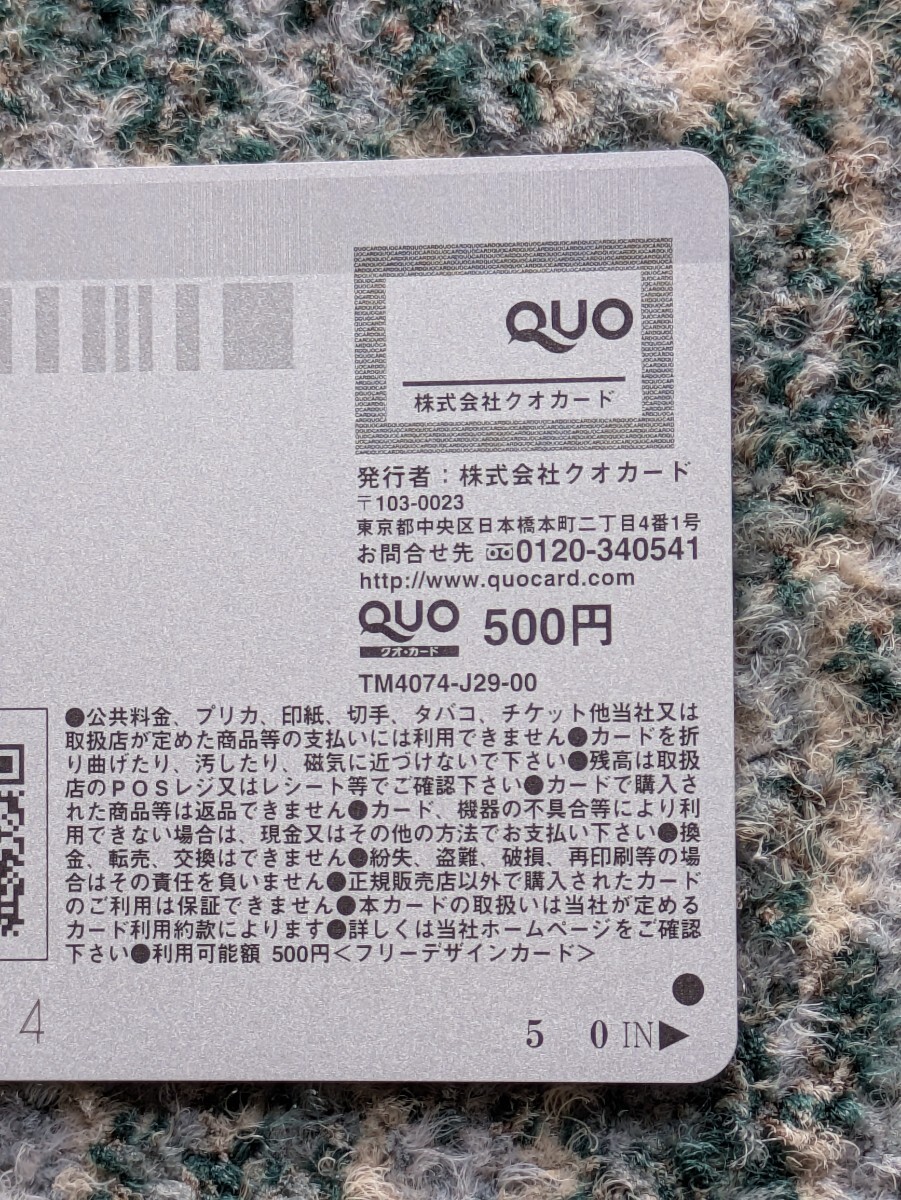 QUO
株式会社クオカード
発行者：株式会社クオカード
〒103-0023
東京都中央区日本橋本町二丁目4番1号
お問合せ先 0120-340541
http://www.quocard.com
QUO 500円
クオ・カード
TM4074-J29-00
●公共料金、プリカ、印紙、切手、タバコ、チケット他当社又は
取扱店が定めた商品等の支払いには利用できません●カードを折
り曲げたり、汚したり、磁気に近づけないで下さい●残高は取扱
店のPOSレジ又はレシート等でご確認下さい●カードで購入さ
れた商品等は返品できません●カード、機器の不具合等により利
用できない場合は、現金又はその他の方法でお支払い下さい●換
金、転売、交換はできません●紛失、盗難、破損、再印刷等の場
合はその責任を負いません●正規販売店以外で購入されたカード
のご利用は保証できません●本カードの取扱いは当社が定める
カード利用約款によります●詳しくは当社ホームページをご確認
下さい●利用可能額 500円＜フリーデザインカード＞
4
5 0 IN▶